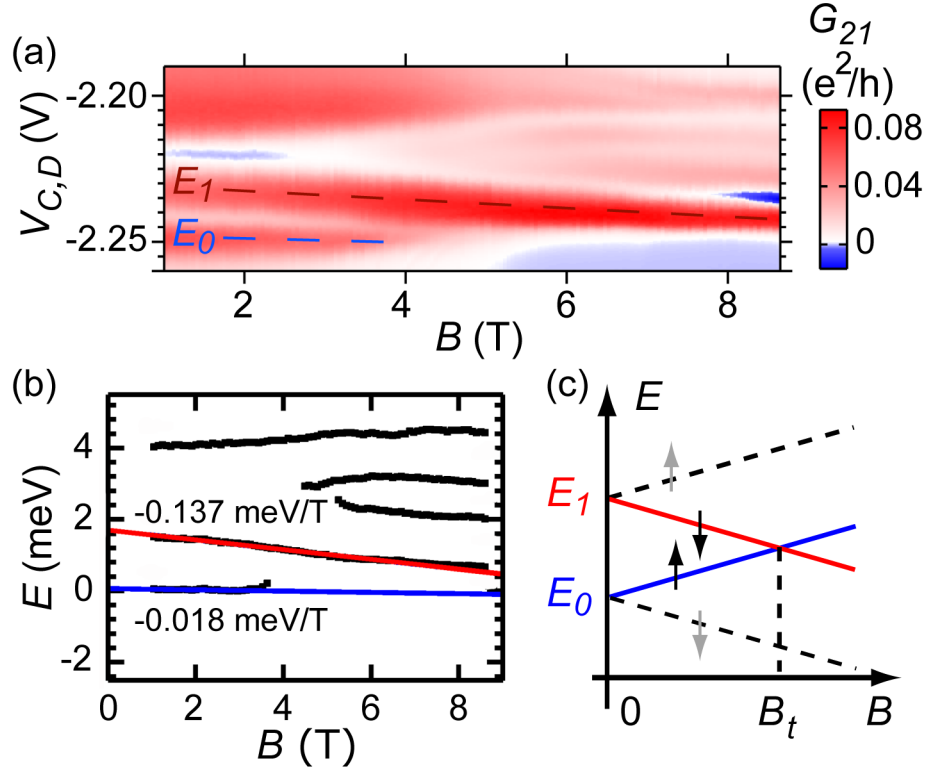 (a)
G21
(e2/h)
VC,D (V)
-2.20
-2.25
E1
E0
0.08
0.04
0
2 4 6 8
B (T)
(b)
E (meV)
4
2
0
-2
-0.137 meV/T
-0.018 meV/T
0 2 4 6 8
B (T)
(c)
E
E1
E0
0 Bt B